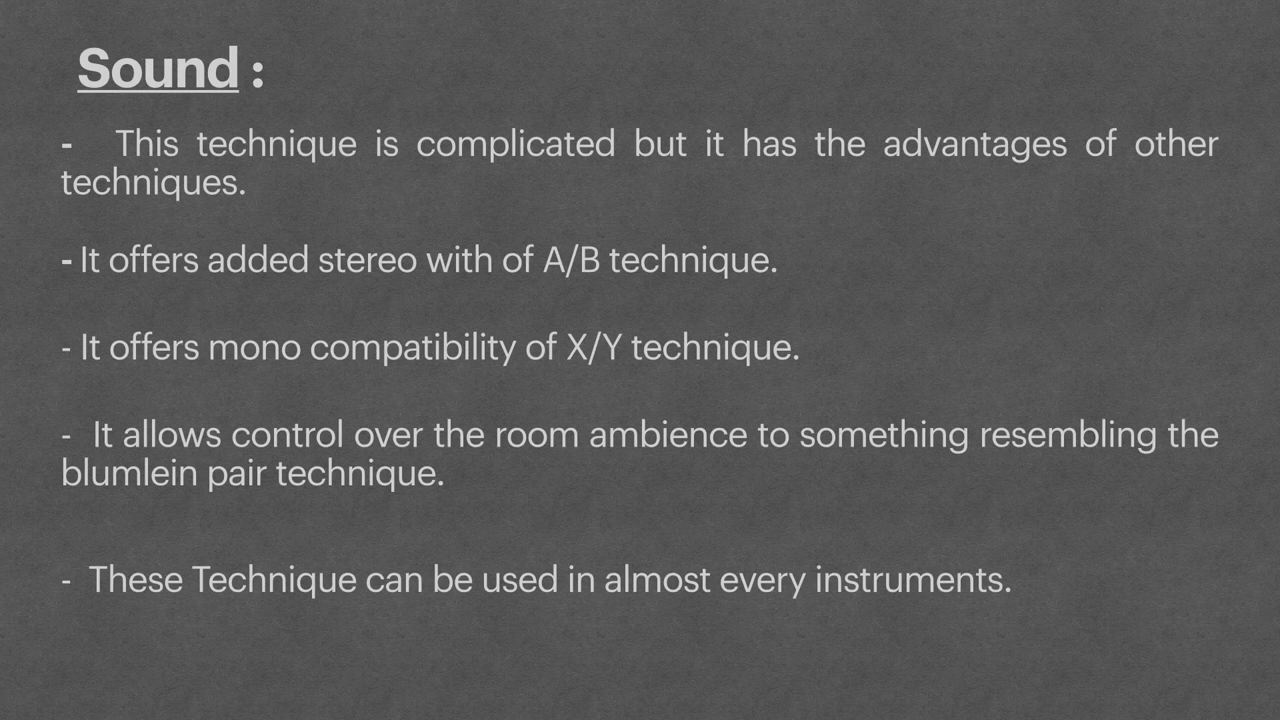 Sound :
- This technique is complicated but it has the advantages of other
techniques.
- It offers added stereo with of A/B technique.
- It offers mono compatibility of X/Y technique.
- It allows control over the room ambience to something resembling the
blumlein pair technique.
- These Technique can be used in almost every instruments.